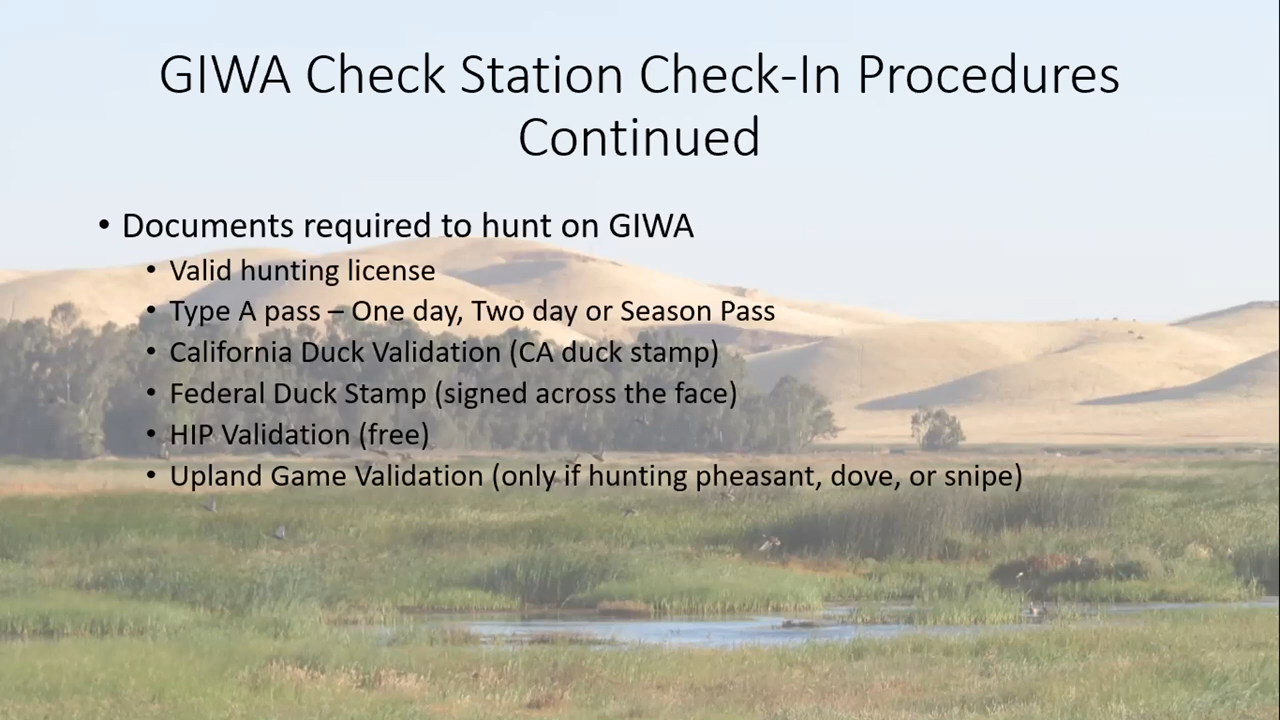 GIWA Check Station Check-In Procedures
Continued
• Documents required to hunt on GIWA
• Valid hunting license
• Type A pass – One day, Two day or Season Pass
• California Duck Validation (CA duck stamp)
• Federal Duck Stamp (signed across the face)
• HIP Validation (free)
• Upland Game Validation (only if hunting pheasant, dove, or snipe)